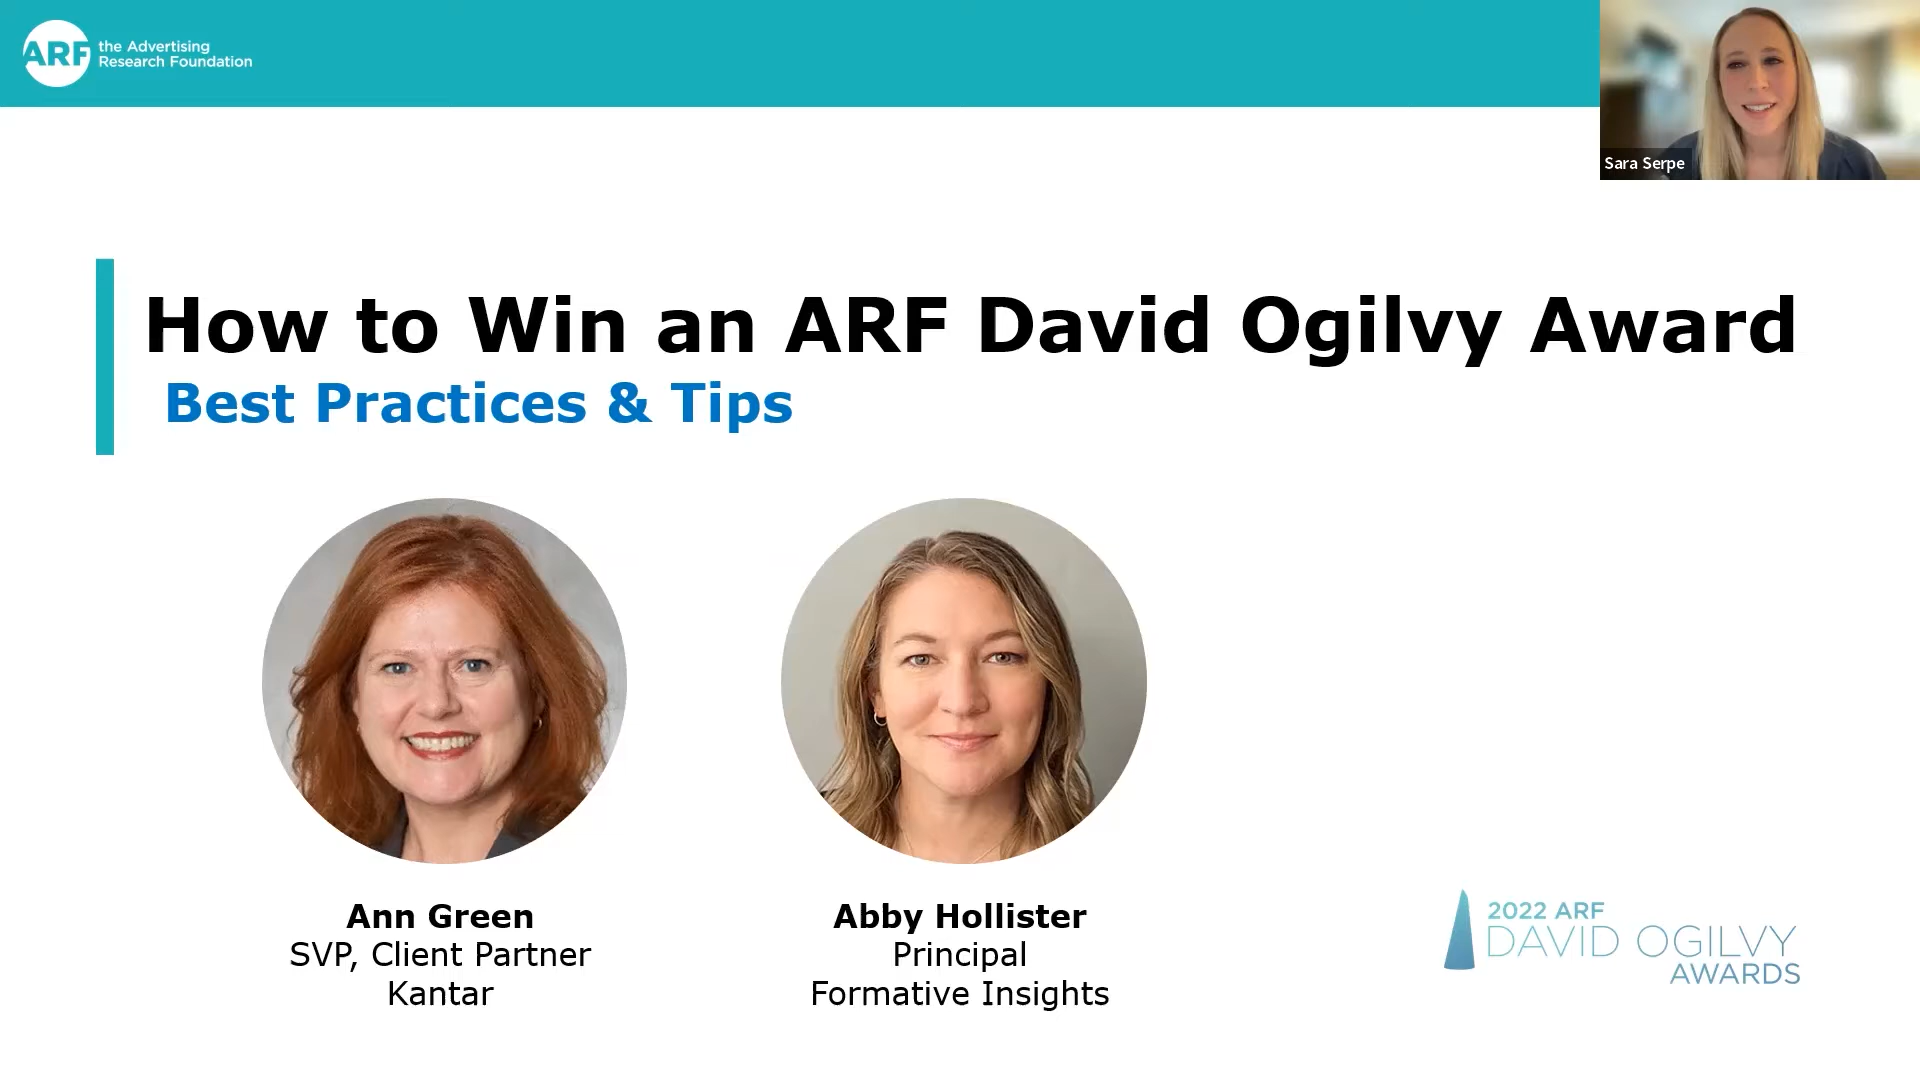 ARF the Advertising
Research Foundation
Sara Serpe
How to Win an ARF David Ogilvy Award
Best Practices & Tips
Ann Green
SVP, Client Partner
Kantar
Abby Hollister
Principal
Formative Insights
2022 ARF
DAVID OGILVY
AWARDS